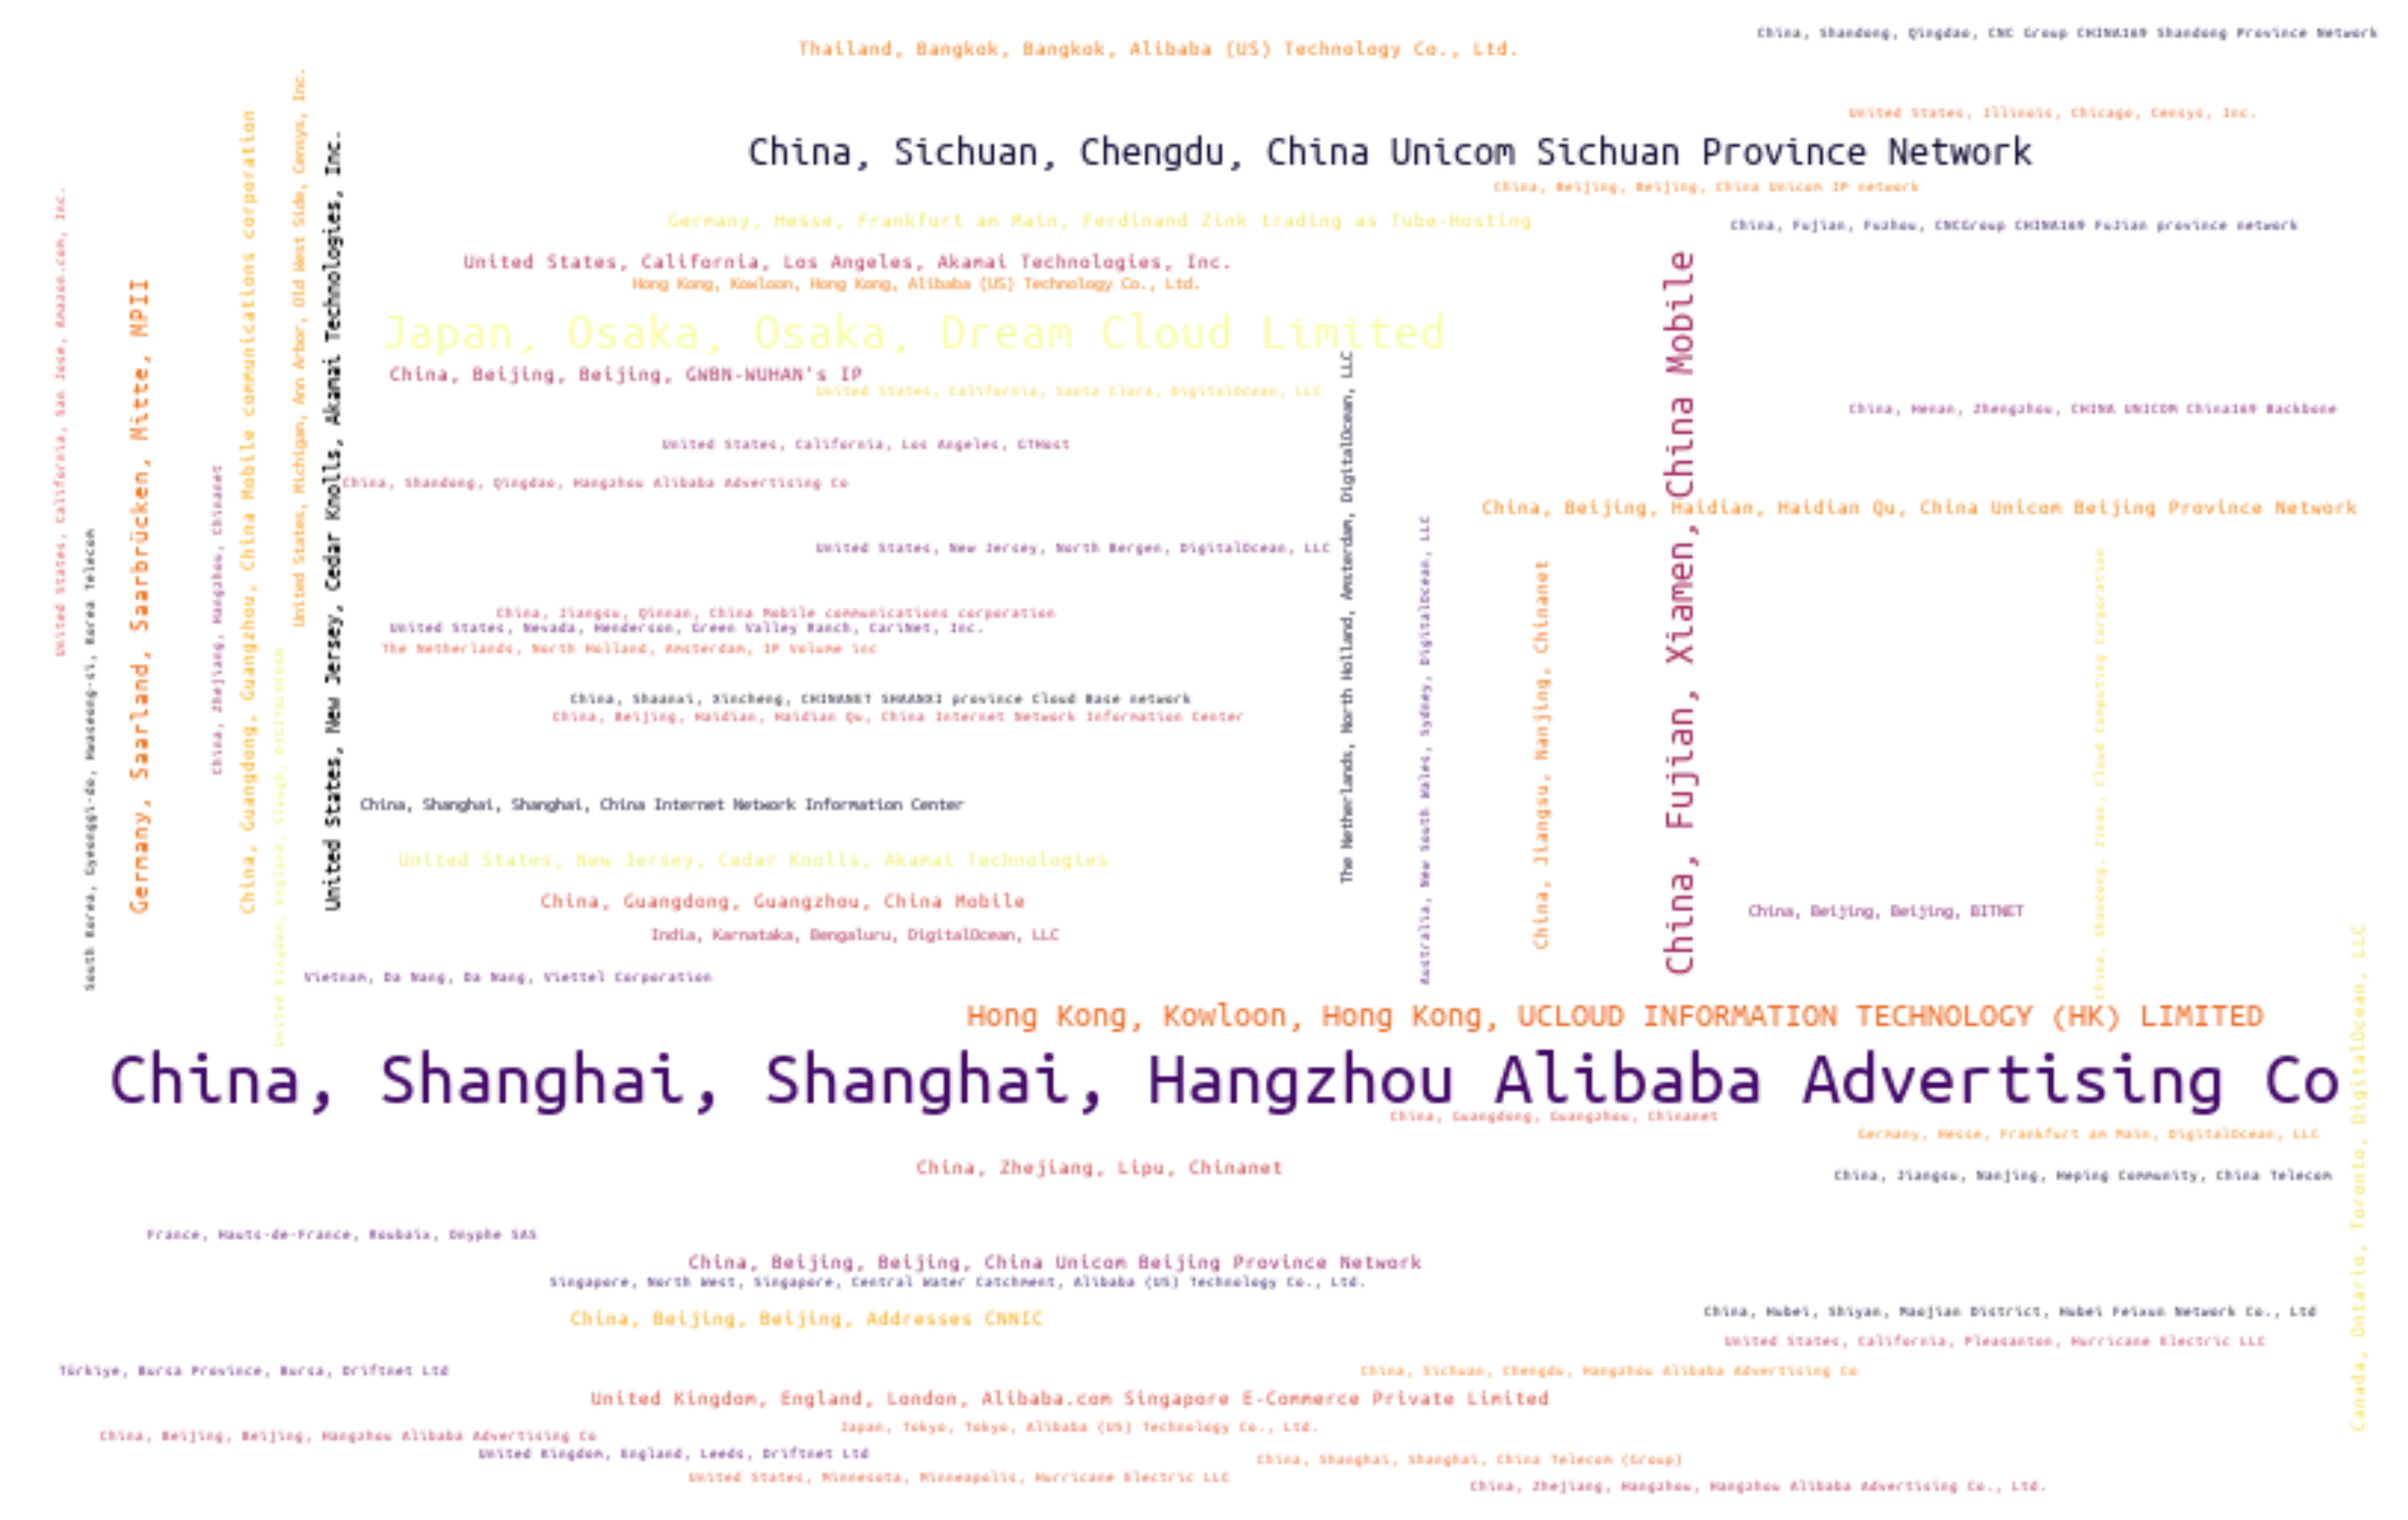 China, Shandong, Qingdao, CNC Group CHINA169 Shandong Province Network
Thailand, Bangkok, Bangkok, Alibaba (US) Technology Co., Ltd.
United States, Illinois, Chicago, Censys, Inc.
China, Sichuan, Chengdu, China Unicom Sichuan Province Network
China, Beijing, Beijing, China Unicom IP network
Germany, Hesse, Frankfurt am Main, Ferdinand Zink trading as Tube-Hosting
China, Fujian, Fuzhou, CNCGroup CHINA169 FuJian province network
United States, California, Los Angeles, Akamai Technologies, Inc.
Hong Kong, Kowloon, Hong Kong, Alibaba (US) Technology Co., Ltd.
Japan, Osaka, Osaka, Dream Cloud Limited
China, Beijing, Beijing, GWBN-WUHAN's IP
United States, California, Santa Clara, DigitalOcean, LLC
China, Henan, Zhengzhou, CHINA UNICOM China169 Backbone
United States, California, Los Angeles, GTHost
China, Shandong, Qingdao, Hangzhou Alibaba Advertising Co
China, Beijing, Haidian, Haidian Qu, China Unicom Beijing Province Network
United States, New Jersey, North Bergen, DigitalOcean, LLC
China, Jiangsu, Qinnan, China Mobile communications corporation
United States, Nevada, Henderson, Green Valley Ranch, CariNet, Inc.
The Netherlands, North Holland, Amsterdam, IP Volume inc
China, Shaanxi, Xincheng, CHINANET SHAANXI province Cloud Base network
China, Beijing, Haidian, Haidian Qu, China Internet Network Information Center
China, Shanghai, Shanghai, China Internet Network Information Center
United States, New Jersey, Cedar Knolls, Akamai Technologies
China, Guangdong, Guangzhou, China Mobile
China, Beijing, Beijing, BITNET
India, Karnataka, Bengaluru, DigitalOcean, LLC
Vietnam, Da Nang, Da Nang, Viettel Corporation
United States, California, San Jose, Amazon.com, Inc.
South Korea, Gyeonggi-do, Hwaseong-si, Korea Telecom
Germany, Saarland, Saarbrücken, Mitte, MPII
China, Zhejiang, Hangzhou, Chinanet
China, Guangdong, Guangzhou, China Mobile communications corporation
United Kingdom, England, Slough, DIGITALOCEAN
United States, Michigan, Ann Arbor, Old West Side, Censys, Inc.
United States, New Jersey, Cedar Knolls, Akamai Technologies, Inc.
The Netherlands, North Holland, Amsterdam, DigitalOcean, LLC
Australia, New South Wales, Sydney, DigitalOcean, LLC
China, Jiangsu, Nanjing, Chinanet
China, Fujian, Xiamen, China Mobile
China, Shandong, Jinan, Cloud Computing Corporation
Canada, Ontario, Toronto, DigitalOcean, LLC
Hong Kong, Kowloon, Hong Kong, UCLOUD INFORMATION TECHNOLOGY (HK) LIMITED
China, Shanghai, Shanghai, Hangzhou Alibaba Advertising Co
China, Guangdong, Guangzhou, Chinanet
Germany, Hesse, Frankfurt am Main, DigitalOcean, LLC
China, Zhejiang, Lipu, Chinanet
China, Jiangsu, Nanjing, Heping Community, China Telecom
France, Hauts-de-France, Roubaix, Onyphe SAS
China, Beijing, Beijing, China Unicom Beijing Province Network
Singapore, North West, Singapore, Central Water Catchment, Alibaba (US) Technology Co., Ltd.
China, Beijing, Beijing, Addresses CNNIC
China, Hubei, Shiyan, Maojian District, Hubei Feixun Network Co., Ltd
United States, California, Pleasanton, Hurricane Electric LLC
Türkiye, Bursa Province, Bursa, Driftnet Ltd
China, Sichuan, Chengdu, Hangzhou Alibaba Advertising Co
United Kingdom, England, London, Alibaba.com Singapore E-Commerce Private Limited
Japan, Tokyo, Tokyo, Alibaba (US) Technology Co., Ltd.
China, Beijing, Beijing, Hangzhou Alibaba Advertising Co
United Kingdom, England, Leeds, Driftnet Ltd
China, Shanghai, Shanghai, China Telecom (Group)
United States, Minnesota, Minneapolis, Hurricane Electric LLC
China, Zhejiang, Hangzhou, Hangzhou Alibaba Advertising Co., Ltd.